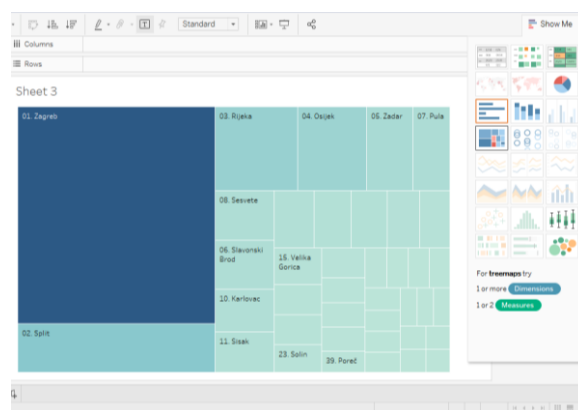 Standard
Show Me
Columns
Rows
Sheet 3
01. Zagreb
03. Rijeka
04. Osijek
05. Zadar
07. Pula
08. Sesvete
06. Slavonski
Brod
15. Velika
Gorica
10. Karlovac
02. Split
11. Sisak
23. Solin
39. Poreč
For treemaps try
1 or more Dimensions
1 or 2 Measures